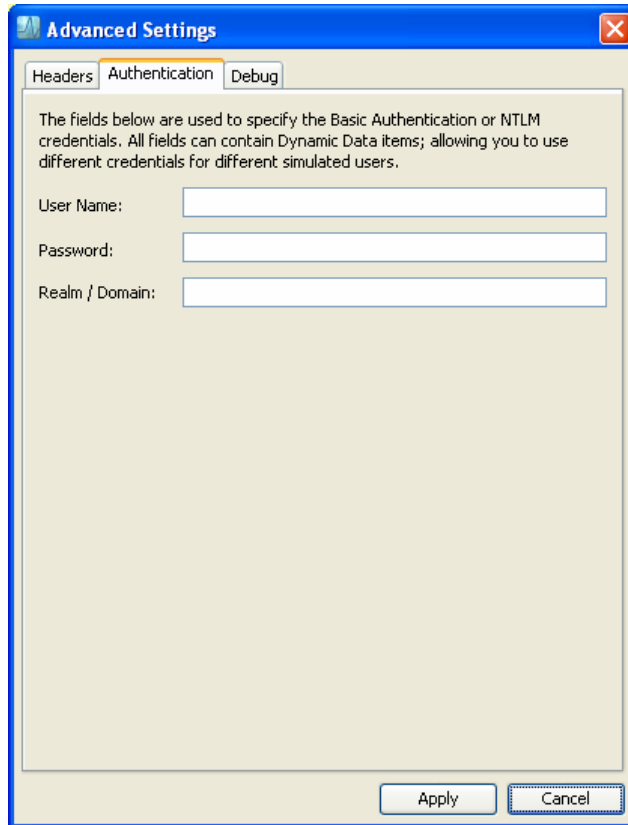 Advanced Settings
Headers Authentication Debug
The fields below are used to specify the Basic Authentication or NTLM
credentials. All fields can contain Dynamic Data items; allowing you to use
different credentials for different simulated users.
User Name:
Password:
Realm / Domain:
Apply Cancel